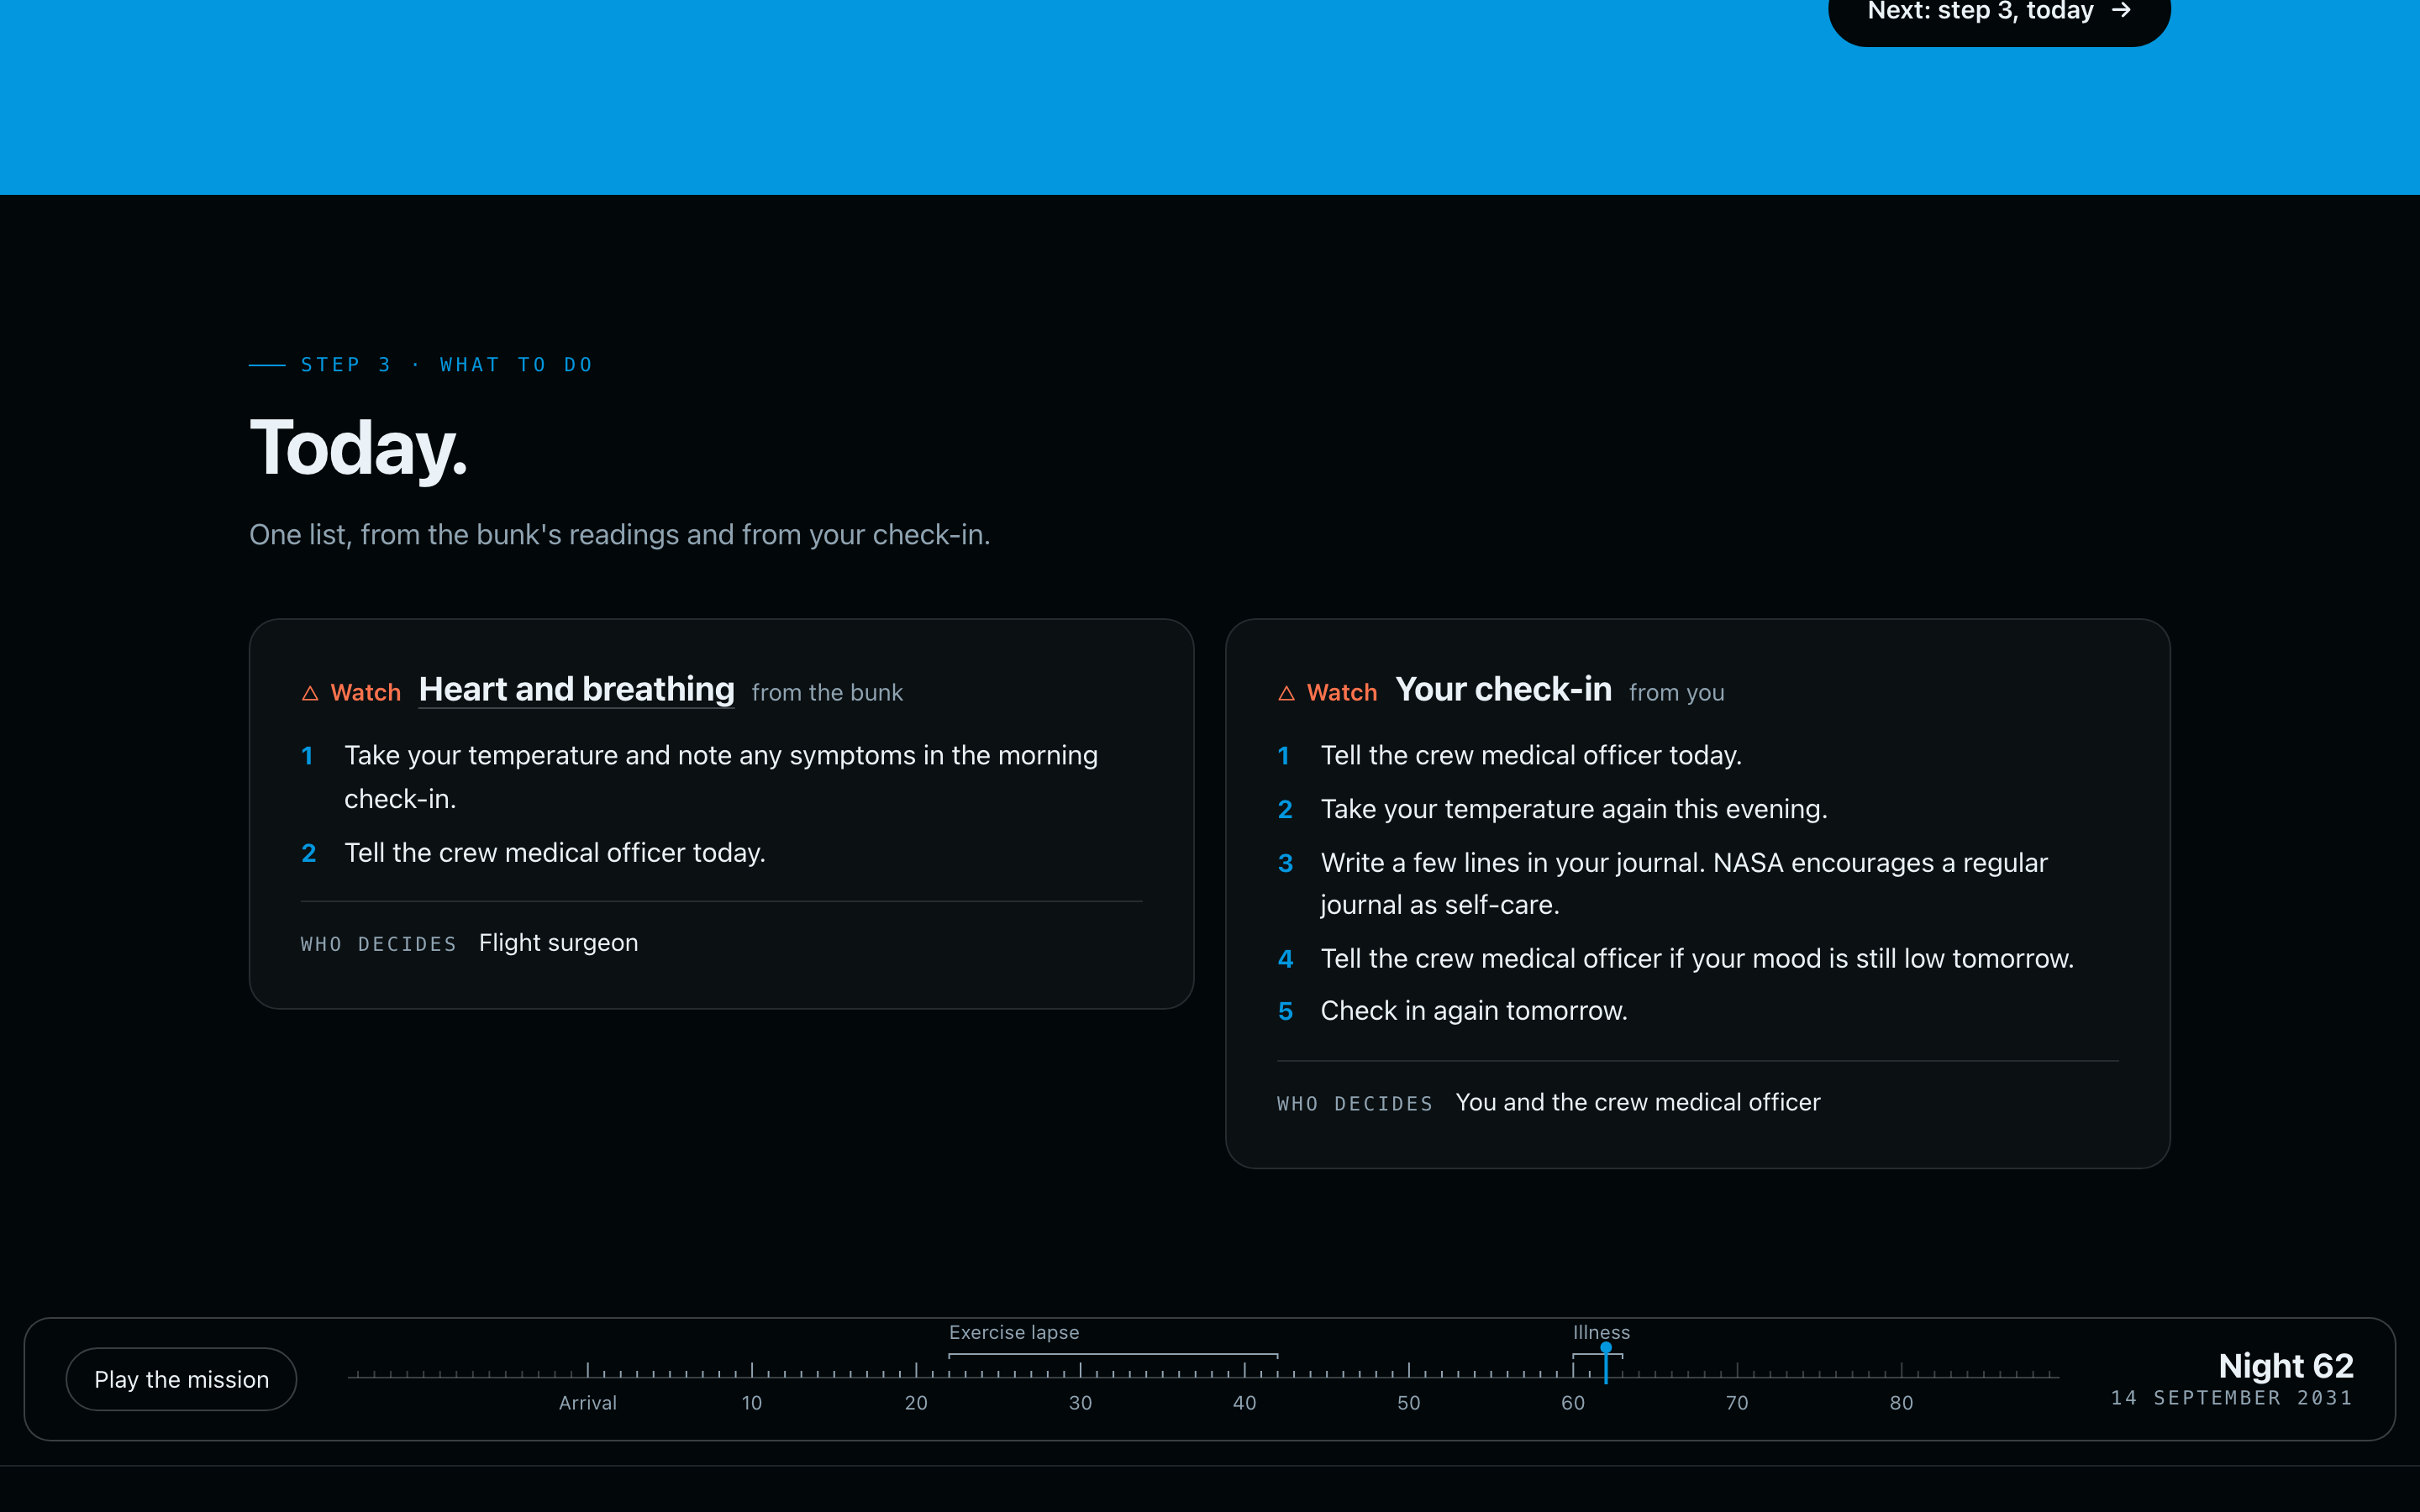 Next: step 3, today →
STEP 3 · WHAT TO DO
Today.
One list, from the bunk's readings and from your check-in.
△ Watch Heart and breathing from the bunk
1 Take your temperature and note any symptoms in the morning
check-in.
2 Tell the crew medical officer today.
WHO DECIDES Flight surgeon
△ Watch Your check-in from you
1 Tell the crew medical officer today.
2 Take your temperature again this evening.
3 Write a few lines in your journal. NASA encourages a regular
journal as self-care.
4 Tell the crew medical officer if your mood is still low tomorrow.
5 Check in again tomorrow.
WHO DECIDES You and the crew medical officer
Play the mission
Exercise lapse Illness
Arrival 10 20 30 40 50 60 70 80
Night 62
14 SEPTEMBER 2031